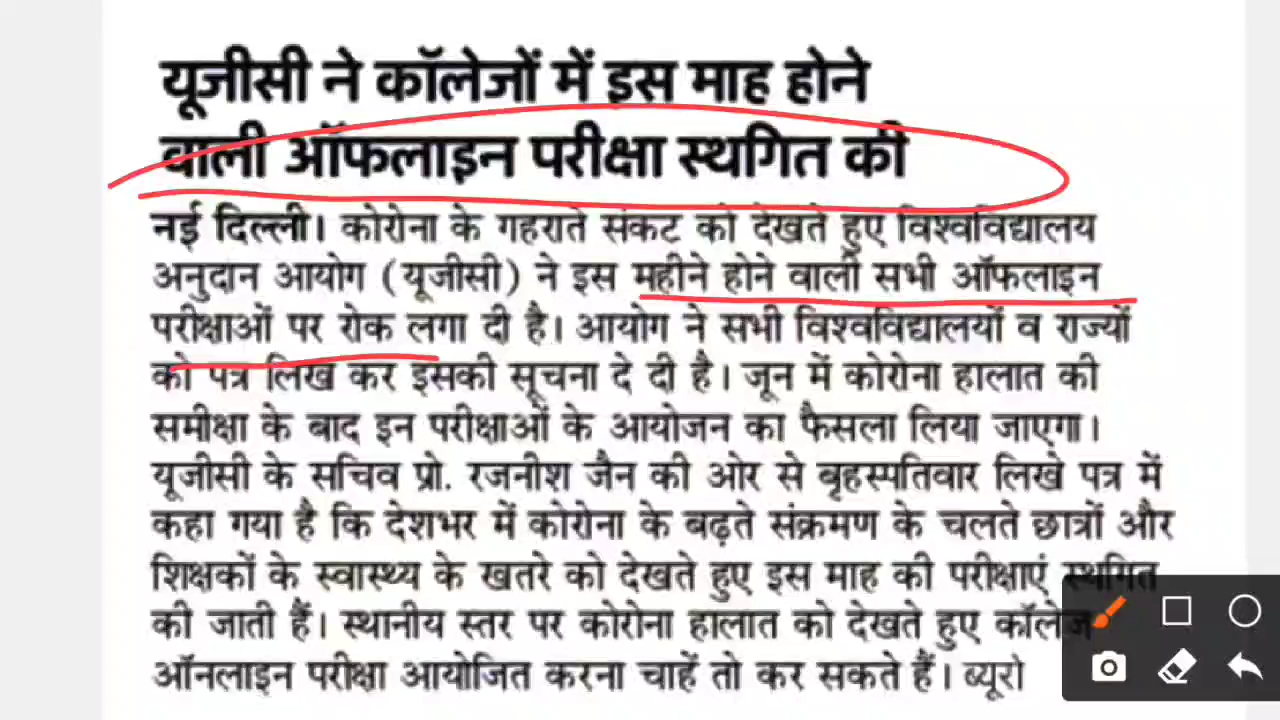 यूजीसी ने कॉलेजों में इस माह होने
वाली ऑफलाइन परीक्षा स्थगित की
नई दिल्ली। कोरोना के गहराते संकट को देखते हुए विश्वविद्यालय
अनुदान आयोग (यूजीसी) ने इस महीने होने वाली सभी ऑफलाइन
परीक्षाओं पर रोक लगा दी है। आयोग ने सभी विश्वविद्यालयों व राज्यों
को पत्र लिख कर इसकी सूचना दे दी है। जून में कोरोना हालात की
समीक्षा के बाद इन परीक्षाओं के आयोजन का फैसला लिया जाएगा।
यूजीसी के सचिव प्रो. रजनीश जैन की ओर से बृहस्पतिवार लिखे पत्र में
कहा गया है कि देशभर में कोरोना के बढ़ते संक्रमण के चलते छात्रों और
शिक्षकों के स्वास्थ्य के खतरे को देखते हुए इस माह की परीक्षाएं स्थगित
की जाती हैं। स्थानीय स्तर पर कोरोना हालात को देखते हुए कॉलेज
ऑनलाइन परीक्षा आयोजित करना चाहें तो कर सकते हैं। ब्यूरो